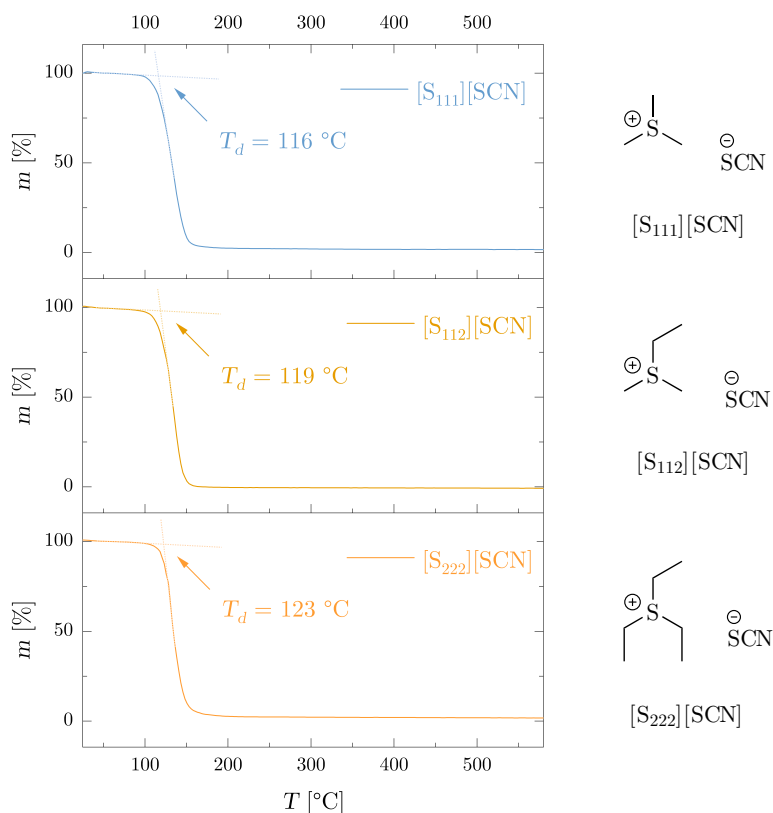 100 200 300 400 500
m [%]
100
50
0
[S₁₁₁][SCN]
T_d = 116 °C
⊕
S
⊖
SCN
[S₁₁₁][SCN]
m [%]
100
50
0
[S₁₁₂][SCN]
T_d = 119 °C
⊕
S
⊖
SCN
[S₁₁₂][SCN]
m [%]
100
50
0
[S₂₂₂][SCN]
T_d = 123 °C
⊕
S
⊖
SCN
[S₂₂₂][SCN]
100 200 300 400 500
T [°C]